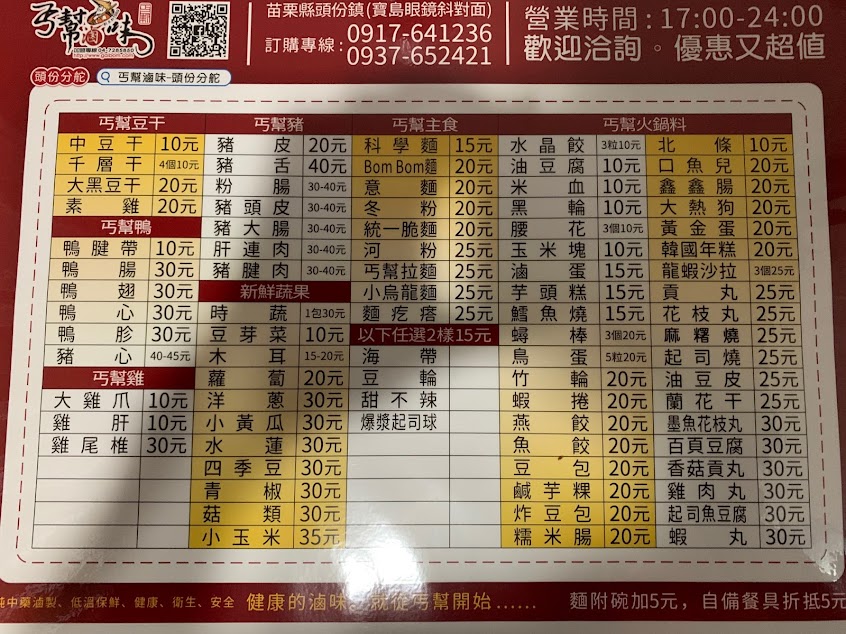 丐幫滷味
加盟專線04-7265850
苗栗縣頭份鎮(寶島眼鏡斜對面)
訂購專線: 0917-641236
0937-652421
營業時間:17:00-24:00
歡迎洽詢。優惠又超值
頭份分舵 丐幫滷味-頭份分舵
丐幫豆干
中豆干 10元
千層干 4個10元
大黑豆干 20元
素雞 20元
丐幫鴨
鴨腱帶 10元
鴨腸 30元
鴨翅 30元
鴨心 30元
鴨胗 30元
豬心 40-45元
丐幫雞
大雞爪 10元
雞肝 10元
雞尾椎 30元
丐幫豬
豬皮 20元
豬舌 40元
粉腸 30-40元
豬頭皮 30-40元
豬大腸 30-40元
肝連肉 30-40元
豬腱肉 30-40元
新鮮蔬果
時蔬 1包30元
豆芽菜 10元
木耳 15-20元
蘿蔔 20元
洋蔥 30元
小黃瓜 30元
水蓮 30元
四季豆 30元
青椒 30元
菇類 30元
小玉米 35元
丐幫主食
科學麵 15元
Bom Bom麵 20元
意麵 20元
冬粉 20元
統一脆麵 20元
河粉 25元
丐幫拉麵 25元
小烏龍麵 25元
麵疙瘩 25元
以下任選2樣15元
海帶
豆輪
甜不辣
爆漿起司球
丐幫火鍋料
水晶餃 3粒10元
油豆腐 10元
米血 10元
黑輪 10元
腰花 3個10元
玉米塊 10元
滷蛋 15元
芋頭糕 15元
鱈魚燒 15元
蟳棒 3個20元
鳥蛋 5粒20元
竹輪 20元
蝦捲 20元
燕餃 20元
魚餃 20元
豆包 20元
鹹芋粿 20元
炸豆包 20元
糯米腸 20元
北條 10元
口魚兒 20元
鑫鑫腸 20元
大熱狗 20元
黃金蛋 20元
韓國年糕 20元
龍蝦沙拉 3個25元
貢丸 25元
花枝丸 25元
麻糬燒 25元
起司燒 25元
油豆皮 25元
蘭花干 25元
墨魚花枝丸 30元
百頁豆腐 30元
香菇貢丸 30元
雞肉丸 30元
起司魚豆腐 30元
蝦丸 30元
純中藥滷製、低溫保鮮、健康、衛生、安全 健康的滷味、就從丐幫開始...... 麵附碗加5元，自備餐具折抵5元